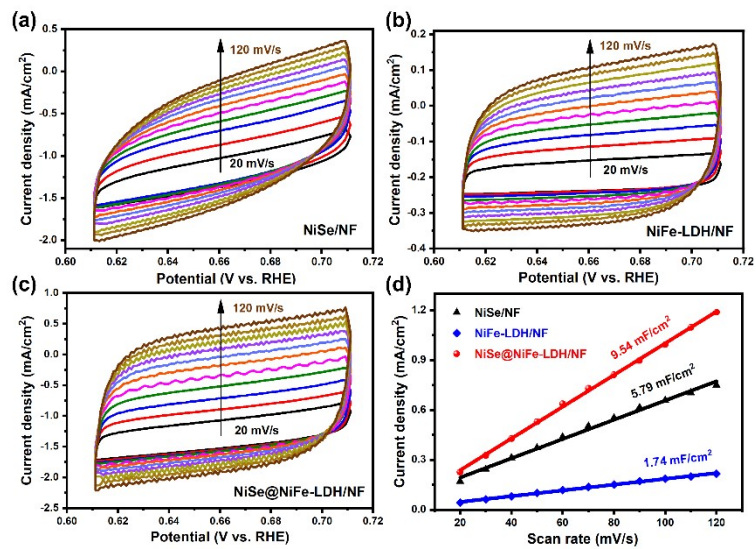 (a)
0.5
0.0
-0.5
-1.0
-1.5
-2.0
120 mV/s
20 mV/s
NiSe/NF
0.60 0.62 0.64 0.66 0.68 0.70 0.72
Potential (V vs. RHE)
Current density (mA/cm²)
(b)
0.2
0.1
0.0
-0.1
-0.2
-0.3
-0.4
120 mV/s
20 mV/s
NiFe-LDH/NF
0.60 0.62 0.64 0.66 0.68 0.70 0.72
Potential (V vs. RHE)
Current density (mA/cm²)
(c)
1.0
0.5
0.0
-0.5
-1.0
-1.5
-2.0
-2.5
120 mV/s
20 mV/s
NiSe@NiFe-LDH/NF
0.60 0.62 0.64 0.66 0.68 0.70 0.72
Potential (V vs. RHE)
Current density (mA/cm²)
(d)
1.2
0.9
0.6
0.3
0.0
NiSe/NF
NiFe-LDH/NF
NiSe@NiFe-LDH/NF
9.54 mF/cm²
5.79 mF/cm²
1.74 mF/cm²
20 40 60 80 100 120
Scan rate (mV/s)
Current density (mA/cm²)